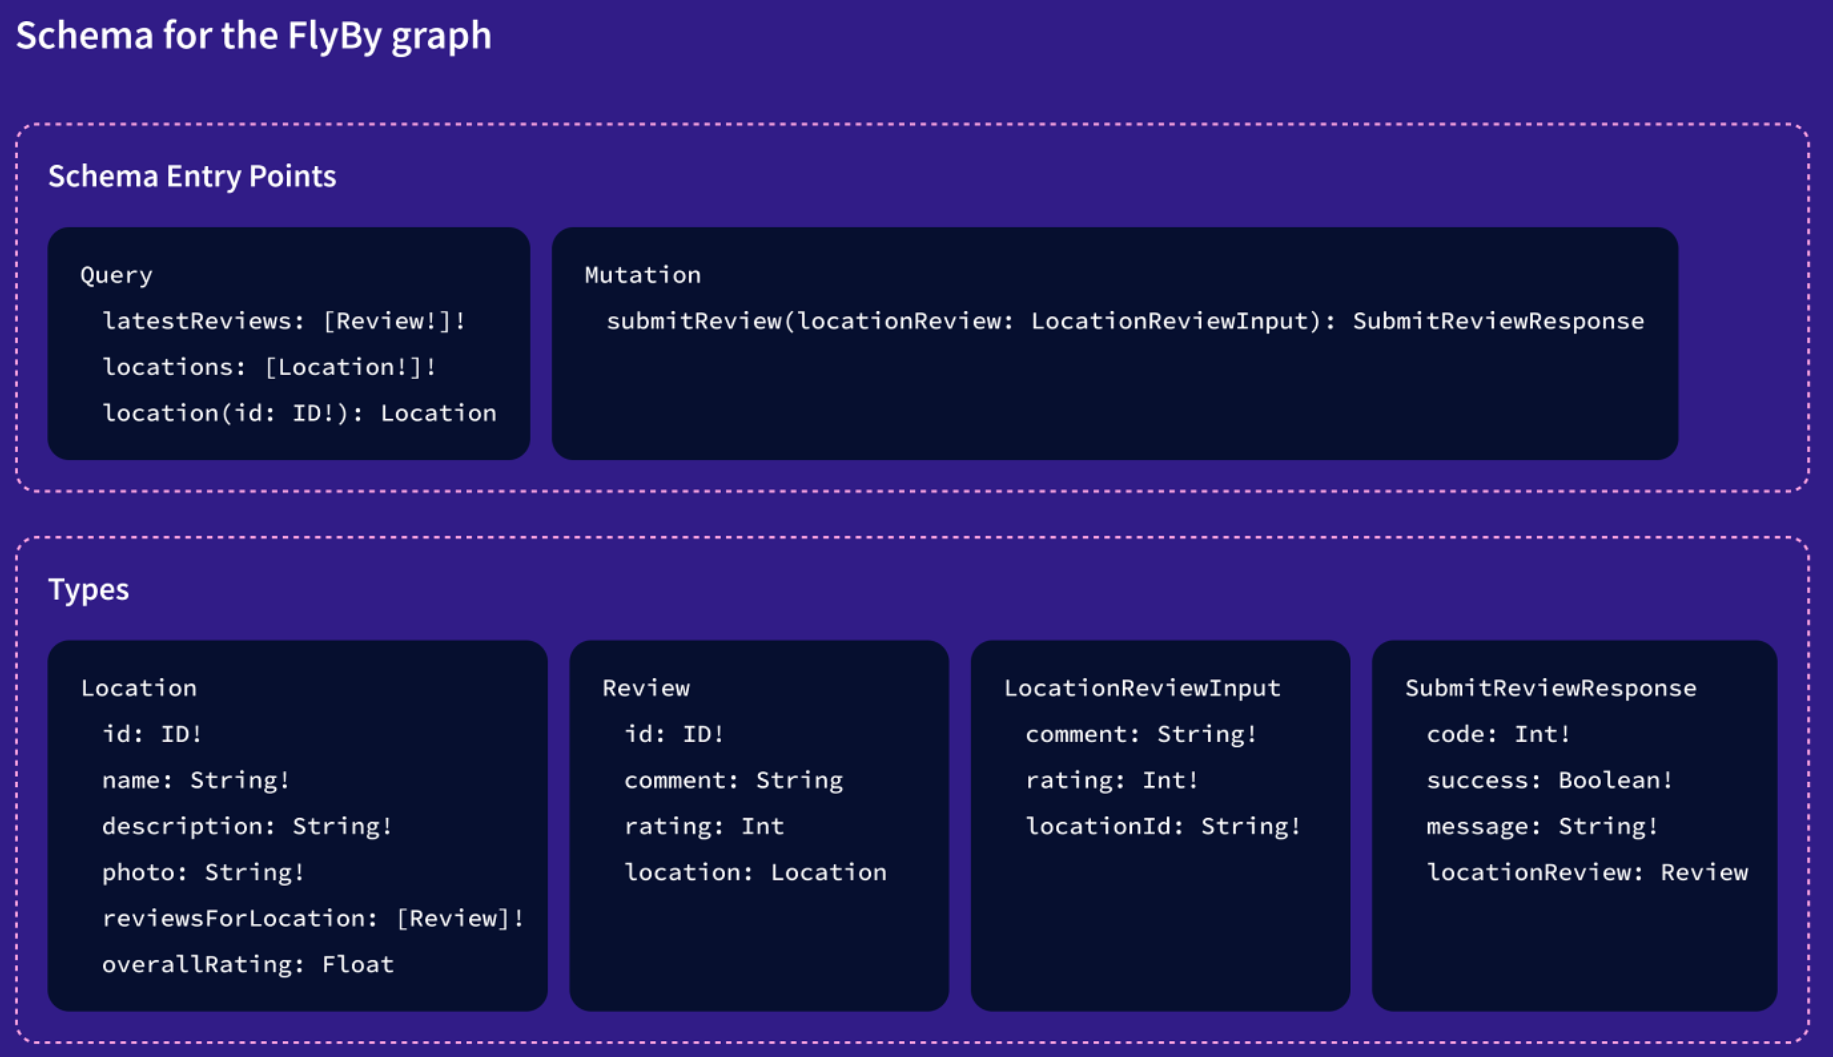 Schema for the FlyBy graph
Schema Entry Points
Query
latestReviews: [Review!]!
locations: [Location!]!
location(id: ID!): Location
Mutation
submitReview(locationReview: LocationReviewInput): SubmitReviewResponse
Types
Location
id: ID!
name: String!
description: String!
photo: String!
reviewsForLocation: [Review]!
overallRating: Float
Review
id: ID!
comment: String
rating: Int
location: Location
LocationReviewInput
comment: String!
rating: Int!
locationId: String!
SubmitReviewResponse
code: Int!
success: Boolean!
message: String!
locationReview: Review